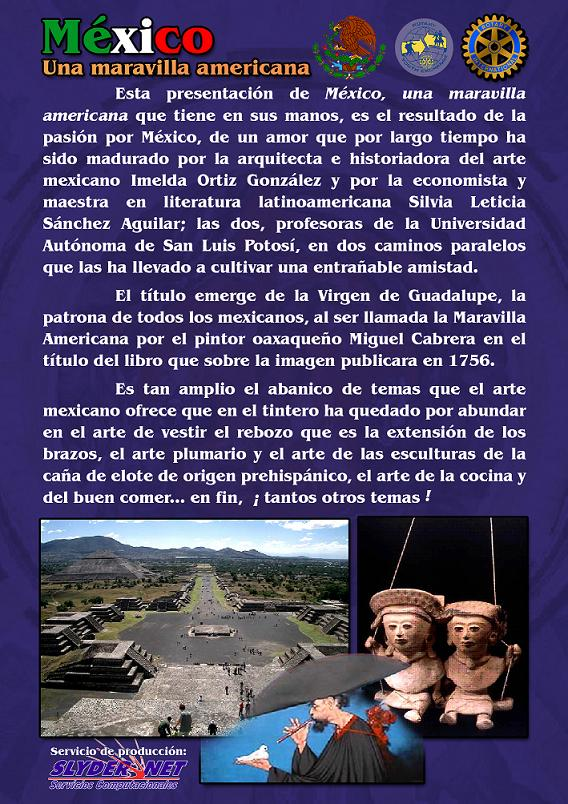 México
Una maravilla americana
Esta presentación de México, una maravilla
americana que tiene en sus manos, es el resultado de la
pasión por México, de un amor que por largo tiempo ha
sido madurado por la arquitecta e historiadora del arte
mexicano Imelda Ortiz González y por la economista y
maestra en literatura latinoamericana Silvia Leticia
Sánchez Aguilar; las dos, profesoras de la Universidad
Autónoma de San Luis Potosí, en dos caminos paralelos
que las ha llevado a cultivar una entrañable amistad.
El título emerge de la Virgen de Guadalupe, la
patrona de todos los mexicanos, al ser llamada la Maravilla
Americana por el pintor oaxaqueño Miguel Cabrera en el
título del libro que sobre la imagen publicara en 1756.
Es tan amplio el abanico de temas que el arte
mexicano ofrece que en el tintero ha quedado por abundar
en el arte de vestir el rebozo que es la extensión de los
brazos, el arte plumario y el arte de las esculturas de la
caña de elote de origen prehispánico, el arte de la cocina y
del buen comer... en fin, ¡ tantos otros temas !
Servicio de producción:
SLYDER NET
Servicios Computacionales